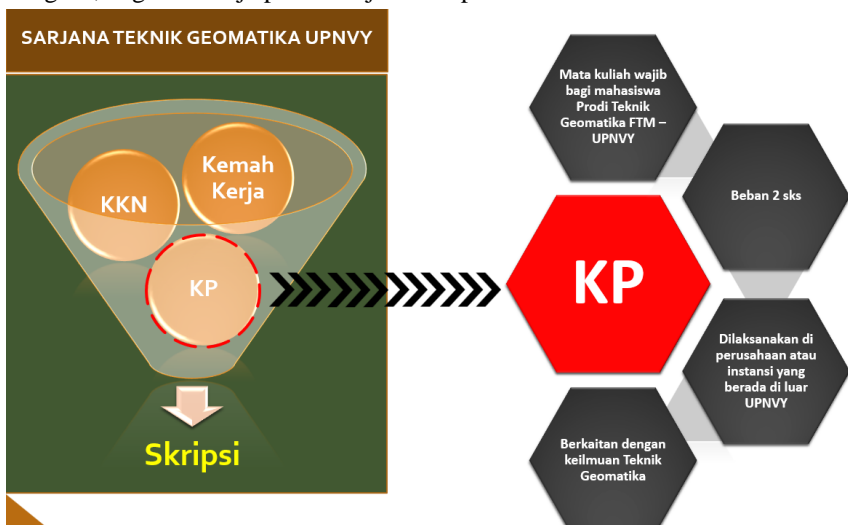 SARJANA TEKNIK GEOMATIKA UPNVY
KKN
Kemah
Kerja
KP
Skripsi
KP
Mata kuliah wajib
bagi mahasiswa
Prodi Teknik
Geomatika FTM –
UPNVY
Beban 2 sks
Dilaksanakan di
perusahaan atau
instansi yang
berada di luar
UPNVY
Berkaitan dengan
keilmuan Teknik
Geomatika